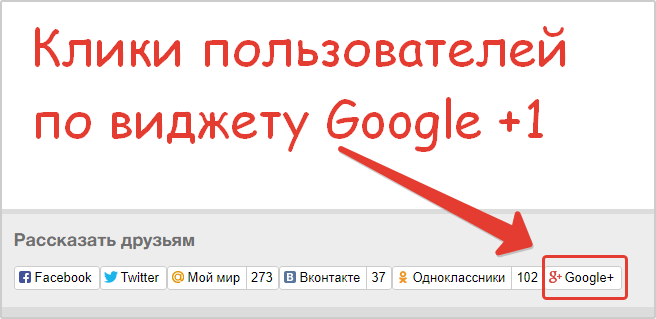 Клики пользователей
по виджету Google +1
Рассказать друзьям
Facebook Twitter Мой мир 273 Вконтакте 37 Одноклассники 102 Google+